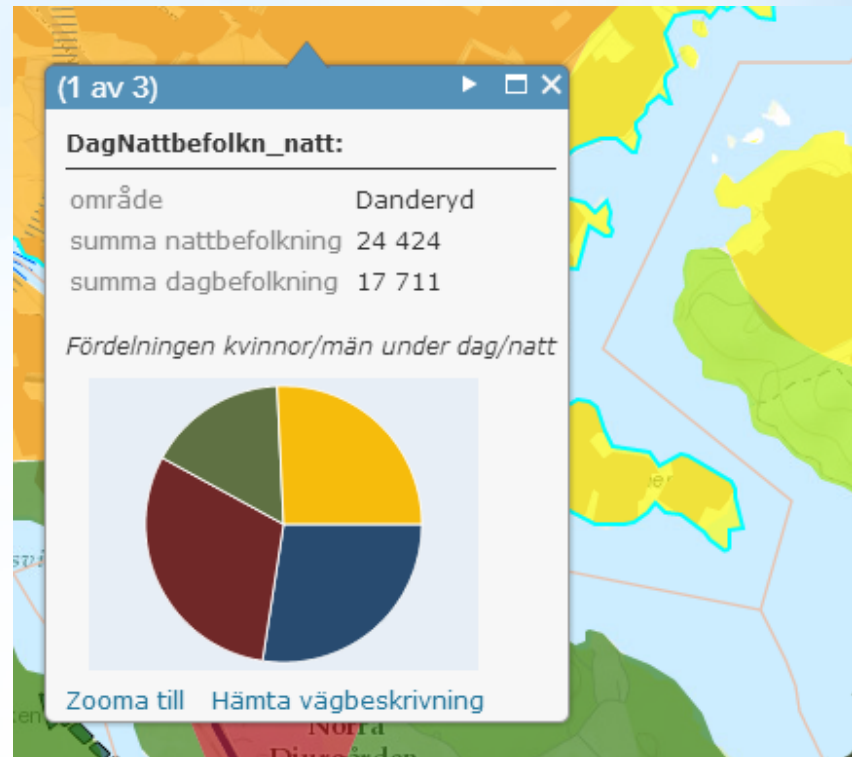 (1 av 3)
DagNattbefolkn_natt:
område Danderyd
summa nattbefolkning 24 424
summa dagbefolkning 17 711
Fördelningen kvinnor/män under dag/natt
Zooma till Hämta vägbeskrivning
Norra
Djurgården